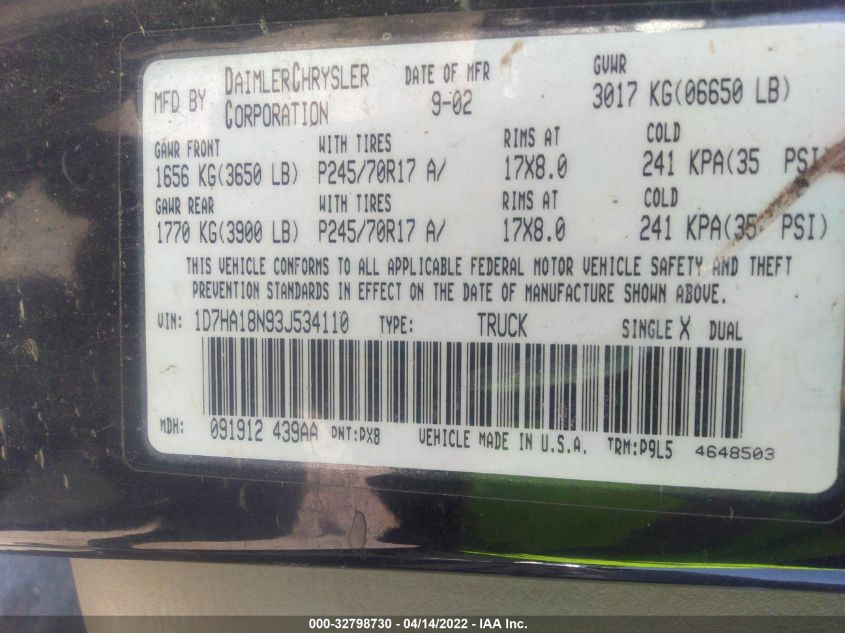 MFD BY DAIMLERCHRYSLER CORPORATION DATE OF MFR 9-02 GVWR 3017 KG(06650 LB)
GAWR FRONT WITH TIRES RIMS AT COLD
1656 KG(3650 LB) P245/70R17 A/ 17X8.0 241 KPA(35 PSI)
GAWR REAR WITH TIRES RIMS AT COLD
1770 KG(3900 LB) P245/70R17 A/ 17X8.0 241 KPA(35 PSI)
THIS VEHICLE CONFORMS TO ALL APPLICABLE FEDERAL MOTOR VEHICLE SAFETY AND THEFT
PREVENTION STANDARDS IN EFFECT ON THE DATE OF MANUFACTURE SHOWN ABOVE.
VIN: 1D7HA18N93J534110 TYPE: TRUCK SINGLE X DUAL
MDH: 091912 439AA PNT:PX8 VEHICLE MADE IN U.S.A. TRM:P9L5 4648503
000-32798730 - 04/14/2022 - IAA Inc.